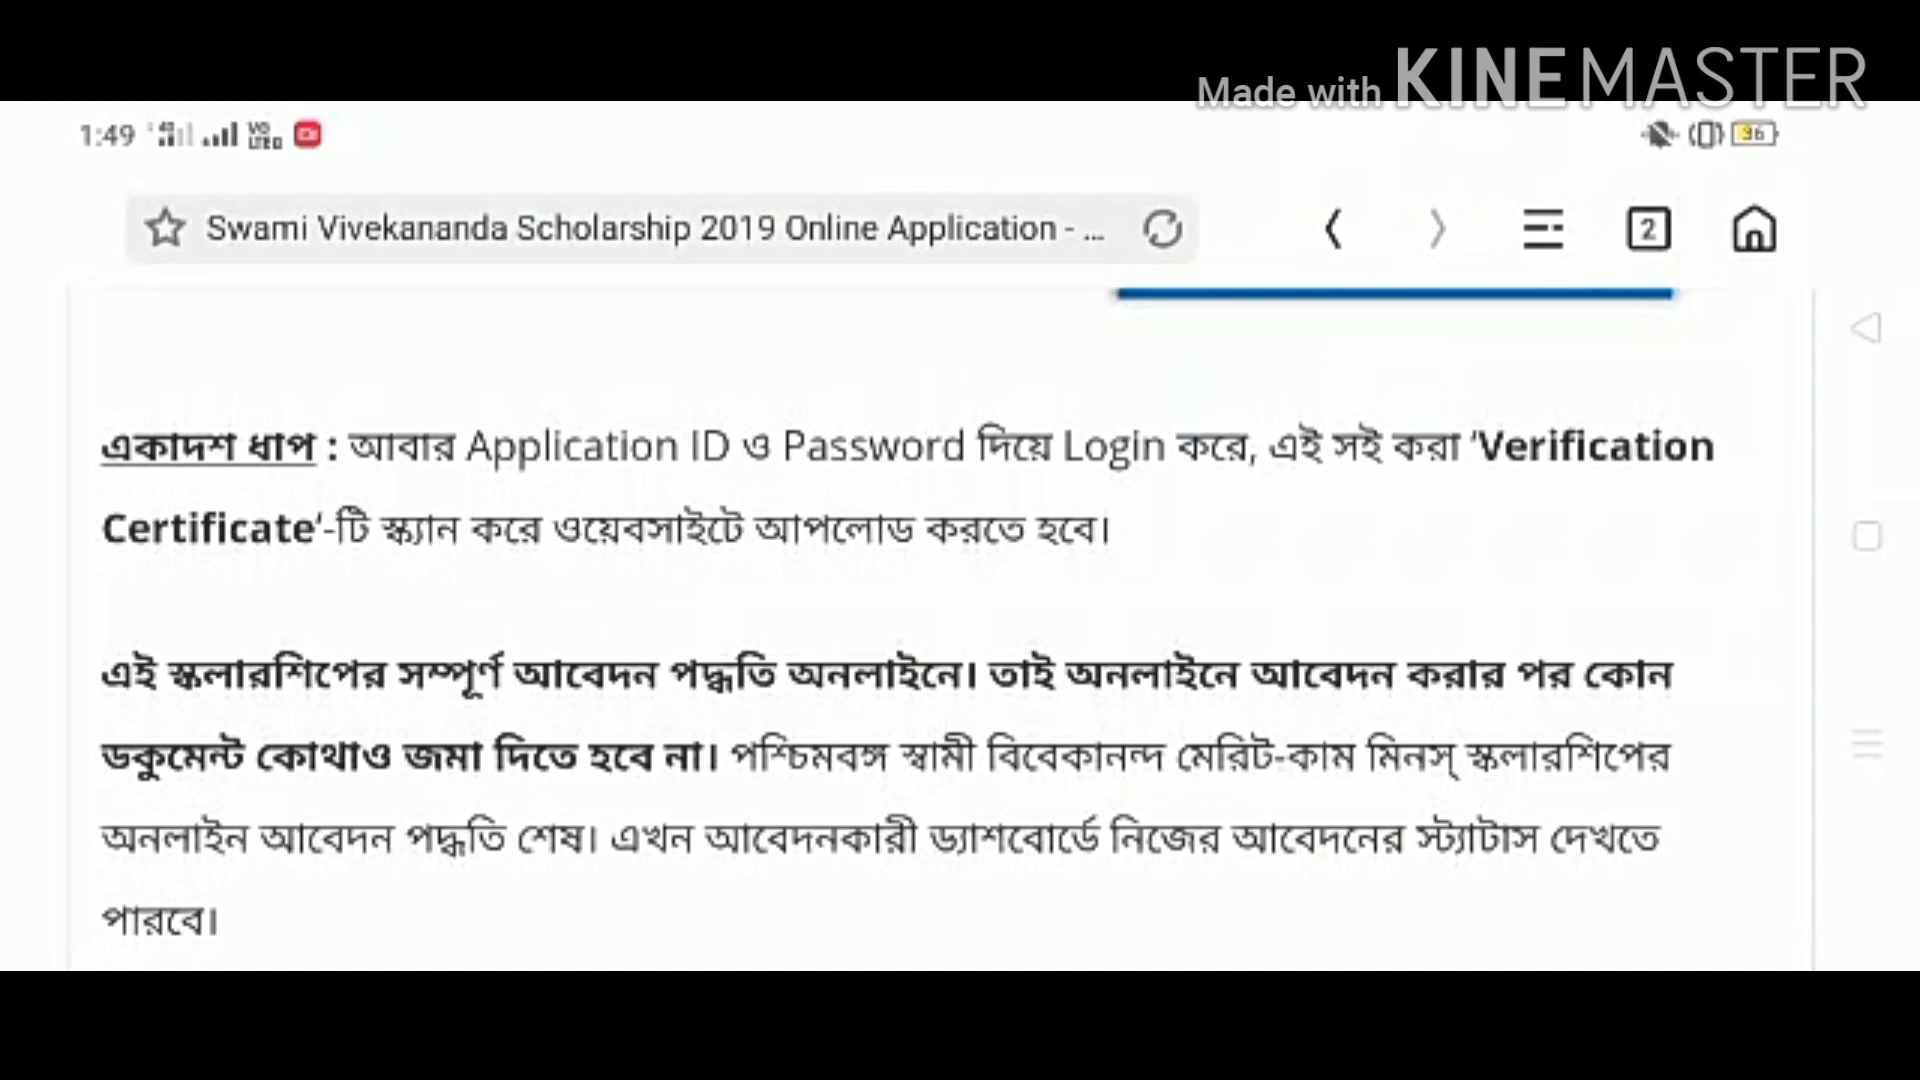 Made with KINEMASTER
1:49
36
Swami Vivekananda Scholarship 2019 Online Application - ...
2
একাদশ ধাপ : আবার Application ID ও Password দিয়ে Login করে, এই সই করা ‘Verification
Certificate‘-টি স্ক্যান করে ওয়েবসাইটে আপলোড করতে হবে।
এই স্কলারশিপের সম্পূর্ণ আবেদন পদ্ধতি অনলাইনে। তাই অনলাইনে আবেদন করার পর কোন
ডকুমেন্ট কোথাও জমা দিতে হবে না। পশ্চিমবঙ্গ স্বামী বিবেকানন্দ মেরিট-কাম মিনস্ স্কলারশিপের
অনলাইন আবেদন পদ্ধতি শেষ। এখন আবেদনকারী ড্যাশবোর্ডে নিজের আবেদনের স্ট্যাটাস দেখতে
পারবে।